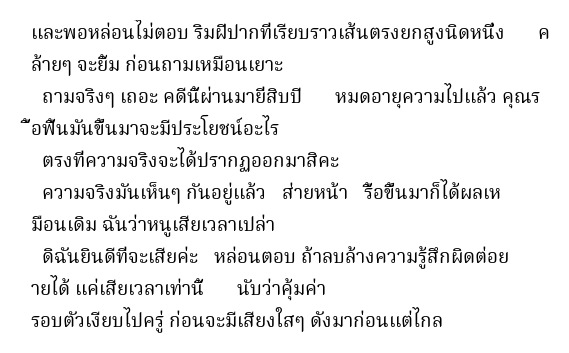 และพอหล่อนไม่ตอบ ริมฝีปากที่เรียบราวเส้นตรงยกสูงนิดหนึ่ง ค
ล้ายๆ จะยิ้ม ก่อนถามเหมือนเยาะ
ถามจริงๆ เถอะ คดีนี้ผ่านมายี่สิบปี หมดอายุความไปแล้ว คุณร
ื้อฟื้นมันขึ้นมาจะมีประโยชน์อะไร
ตรงที่ความจริงจะได้ปรากฏออกมาสิคะ
ความจริงมันเห็นๆ กันอยู่แล้ว ส่ายหน้า รื้อขึ้นมาก็ได้ผลเห
มือนเดิม ฉันว่าหนูเสียเวลาเปล่า
ดิฉันยินดีที่จะเสียค่ะ หล่อนตอบ ถ้าลบล้างความรู้สึกผิดต่อย
ายได้ แค่เสียเวลาเท่านี้ นับว่าคุ้มค่า
รอบตัวเงียบไปครู่ ก่อนจะมีเสียงใสๆ ดังมาก่อนแต่ไกล